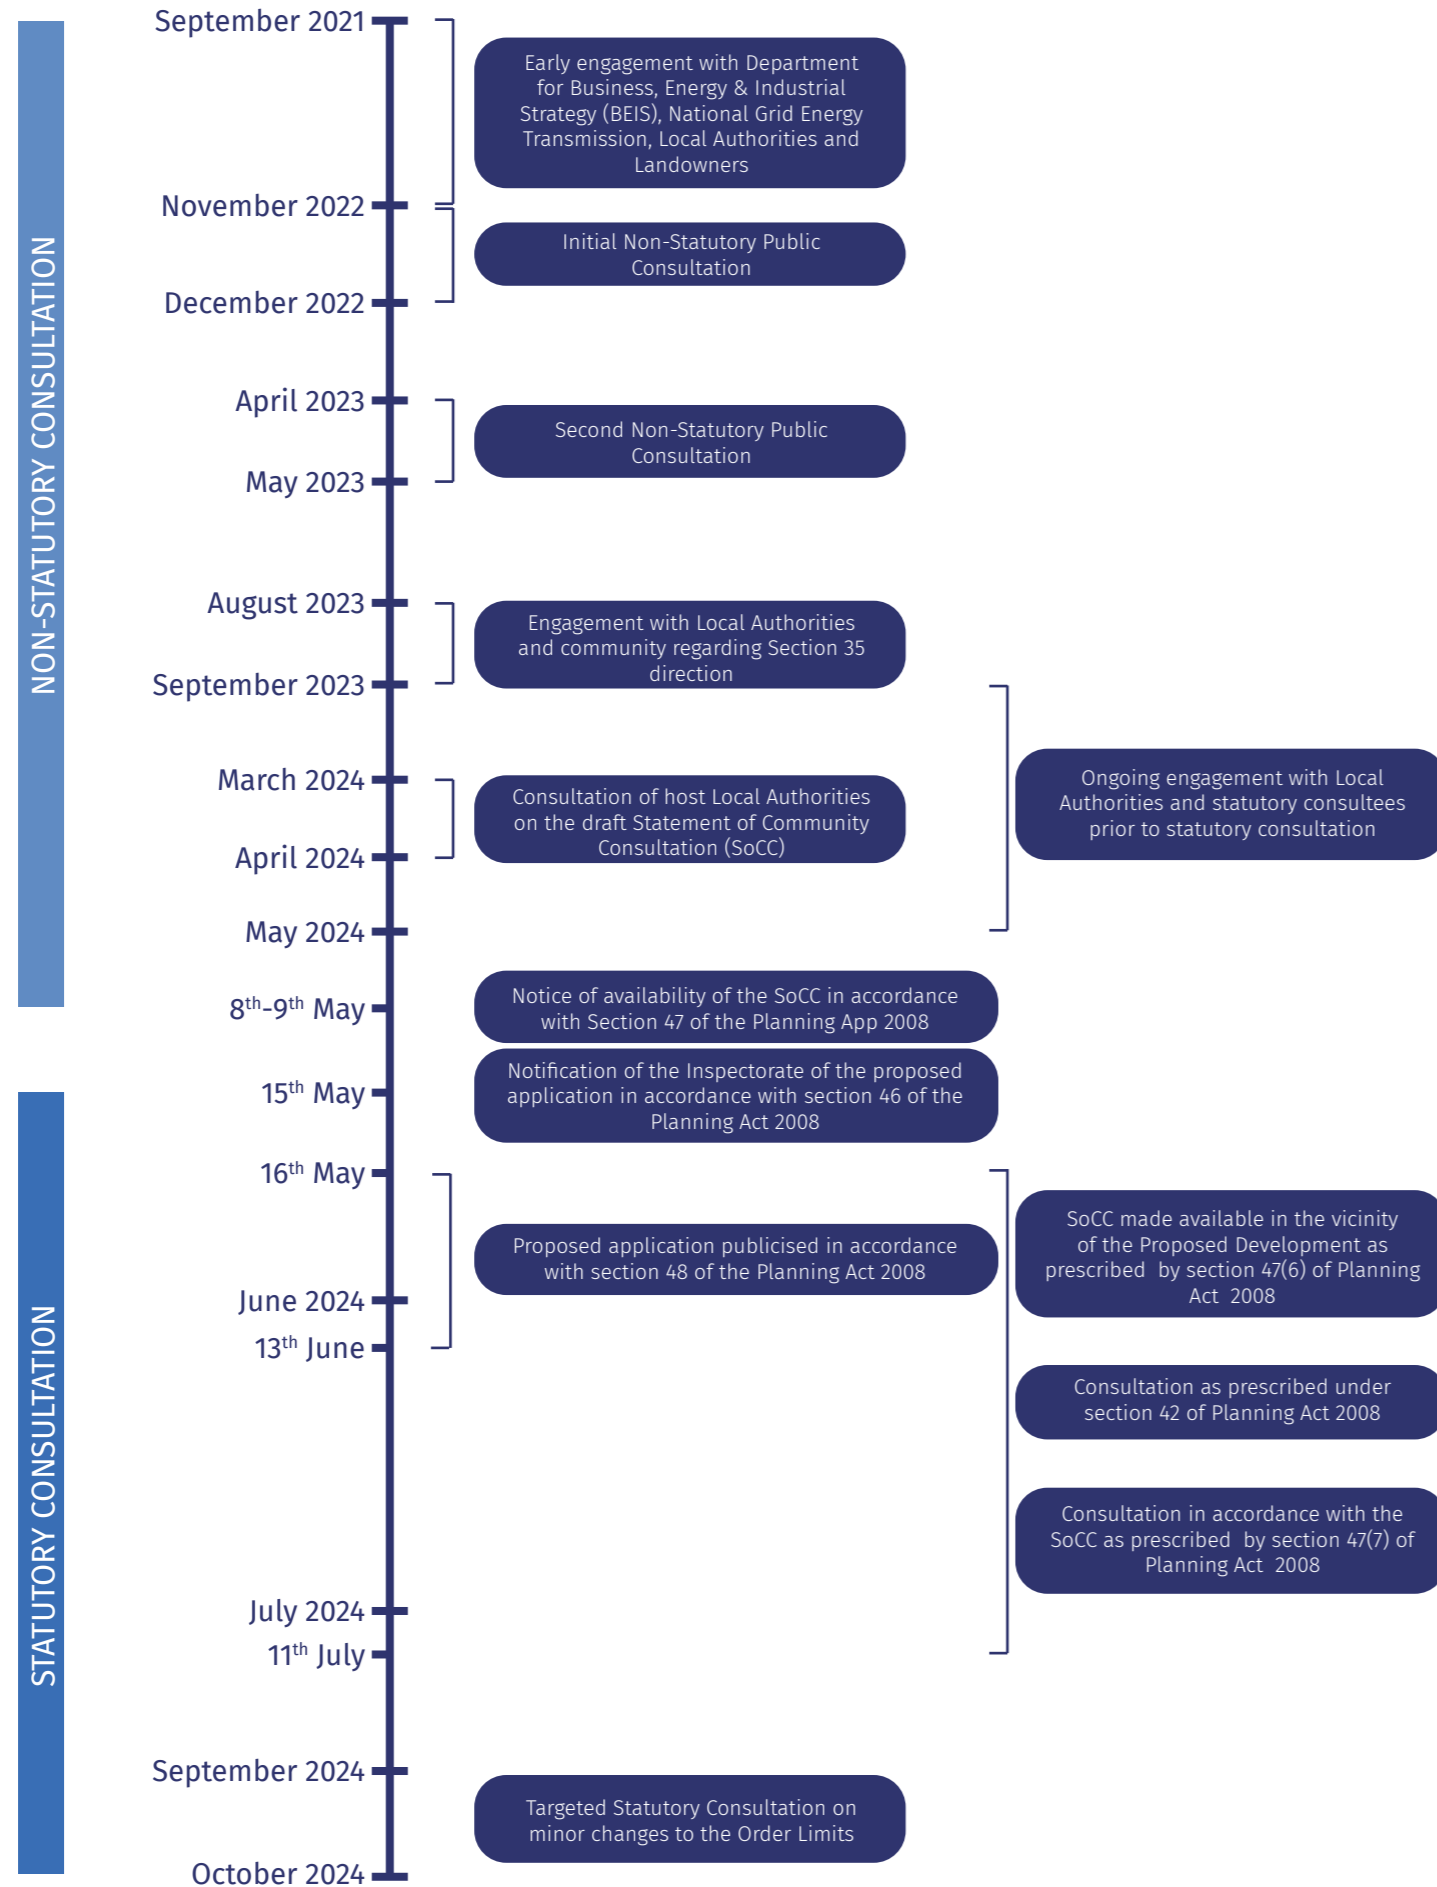 NON-STATUTORY CONSULTATION
September 2021
Early engagement with Department
for Business, Energy & Industrial
Strategy (BEIS), National Grid Energy
Transmission, Local Authorities and
Landowners
November 2022
Initial Non-Statutory Public
Consultation
December 2022
April 2023
Second Non-Statutory Public
Consultation
May 2023
August 2023
Engagement with Local Authorities
and community regarding Section 35
direction
September 2023
March 2024
Consultation of host Local Authorities
on the draft Statement of Community
Consultation (SoCC)
April 2024
Ongoing engagement with Local
Authorities and statutory consultees
prior to statutory consultation
May 2024
8th-9th May
Notice of availability of the SoCC in accordance
with Section 47 of the Planning App 2008
STATUTORY CONSULTATION
15th May
Notification of the Inspectorate of the proposed
application in accordance with section 46 of the
Planning Act 2008
16th May
Proposed application publicised in accordance
with section 48 of the Planning Act 2008
SoCC made available in the vicinity
of the Proposed Development as
prescribed  by section 47(6) of Planning
Act  2008
June 2024
13th June
Consultation as prescribed under
section 42 of Planning Act 2008
Consultation in accordance with the
SoCC as prescribed  by section 47(7) of
Planning Act  2008
July 2024
11th July
September 2024
Targeted Statutory Consultation on
minor changes to the Order Limits
October 2024